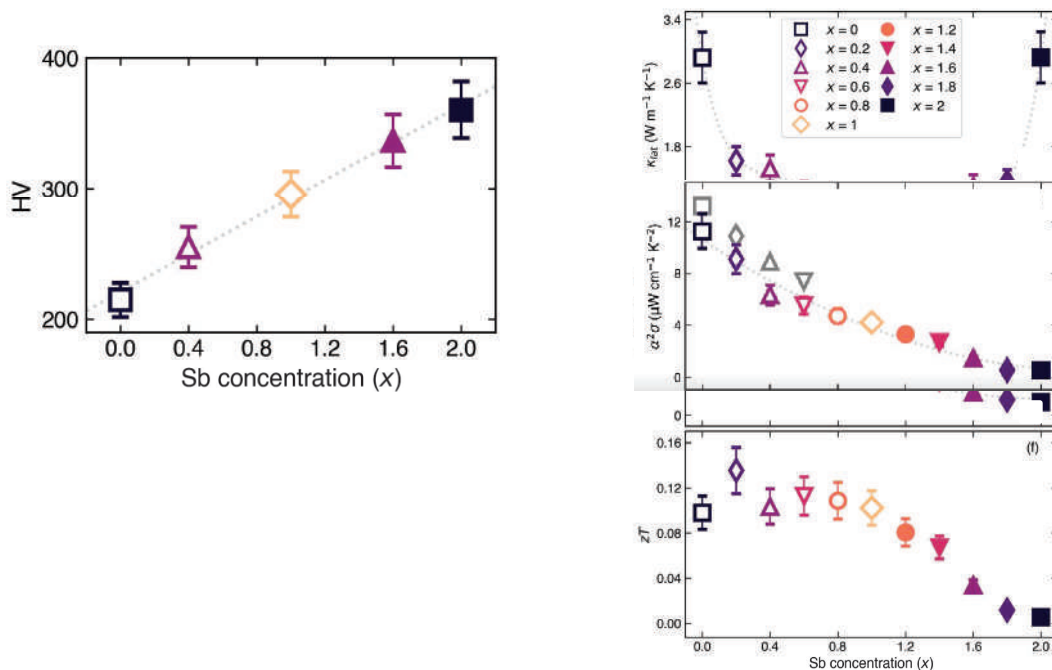 400
300
200
HV
0.0 0.4 0.8 1.2 1.6 2.0
Sb concentration (x)
3.4
2.6
1.8
κlat (W m−1 K−1)
x = 0
x = 0.2
x = 0.4
x = 0.6
x = 0.8
x = 1
x = 1.2
x = 1.4
x = 1.6
x = 1.8
x = 2
12
8
4
0
α²σ (μW cm−1 K−2)
0
(f)
0.16
0.12
0.08
0.04
0.00
zT
0.0 0.4 0.8 1.2 1.6 2.0
Sb concentration (x)